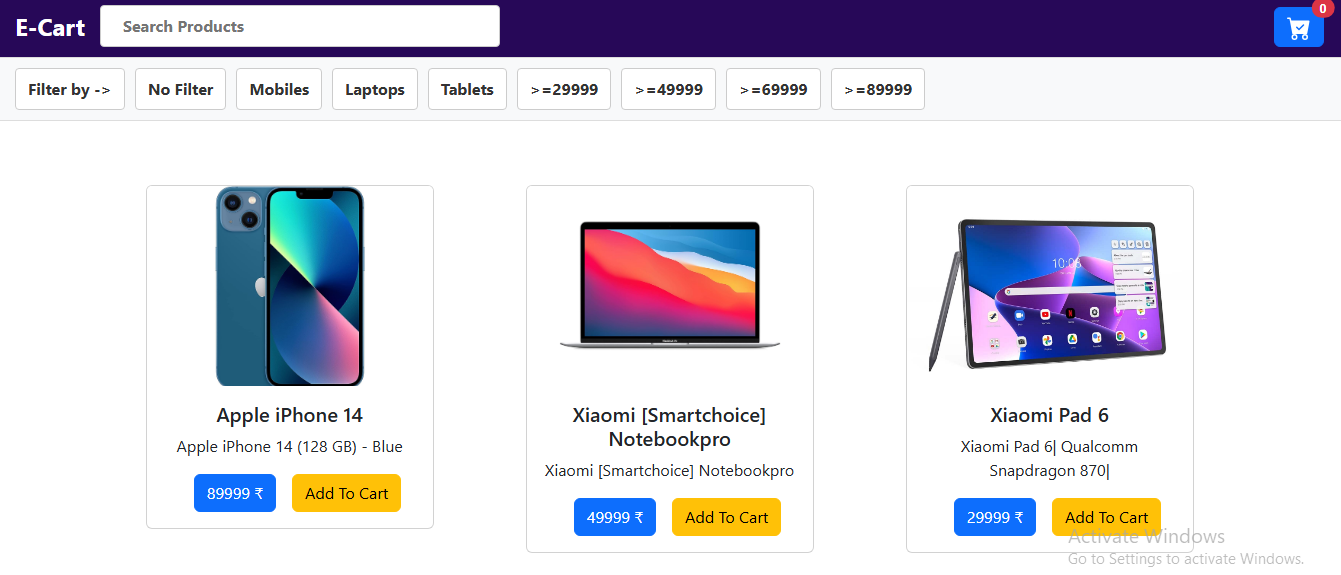 E-Cart
Search Products
0
Filter by ->
No Filter
Mobiles
Laptops
Tablets
>=29999
>=49999
>=69999
>=89999
10:08
Apple iPhone 14
Apple iPhone 14 (128 GB) - Blue
89999 ₹
Add To Cart
Xiaomi [Smartchoice]
Notebookpro
Xiaomi [Smartchoice] Notebookpro
49999 ₹
Add To Cart
Xiaomi Pad 6
Xiaomi Pad 6| Qualcomm
Snapdragon 870|
29999 ₹
Add To Cart
Activate Windows
Go to Settings to activate Windows.